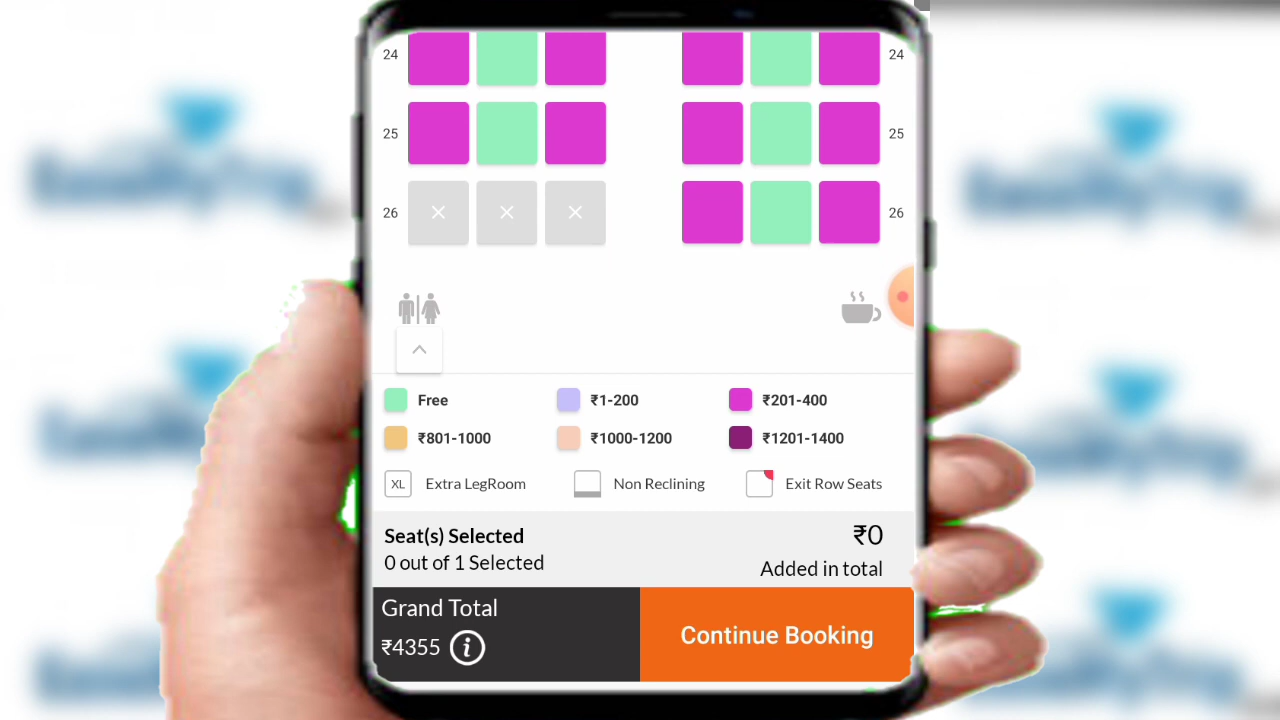 24 24
25 25
26 × × × 26
Free ₹1-200 ₹201-400
₹801-1000 ₹1000-1200 ₹1201-1400
XL Extra LegRoom Non Reclining Exit Row Seats
Seat(s) Selected ₹0
0 out of 1 Selected Added in total
Grand Total
₹4355 i Continue Booking
EaseMyTrip
EaseMyTrip